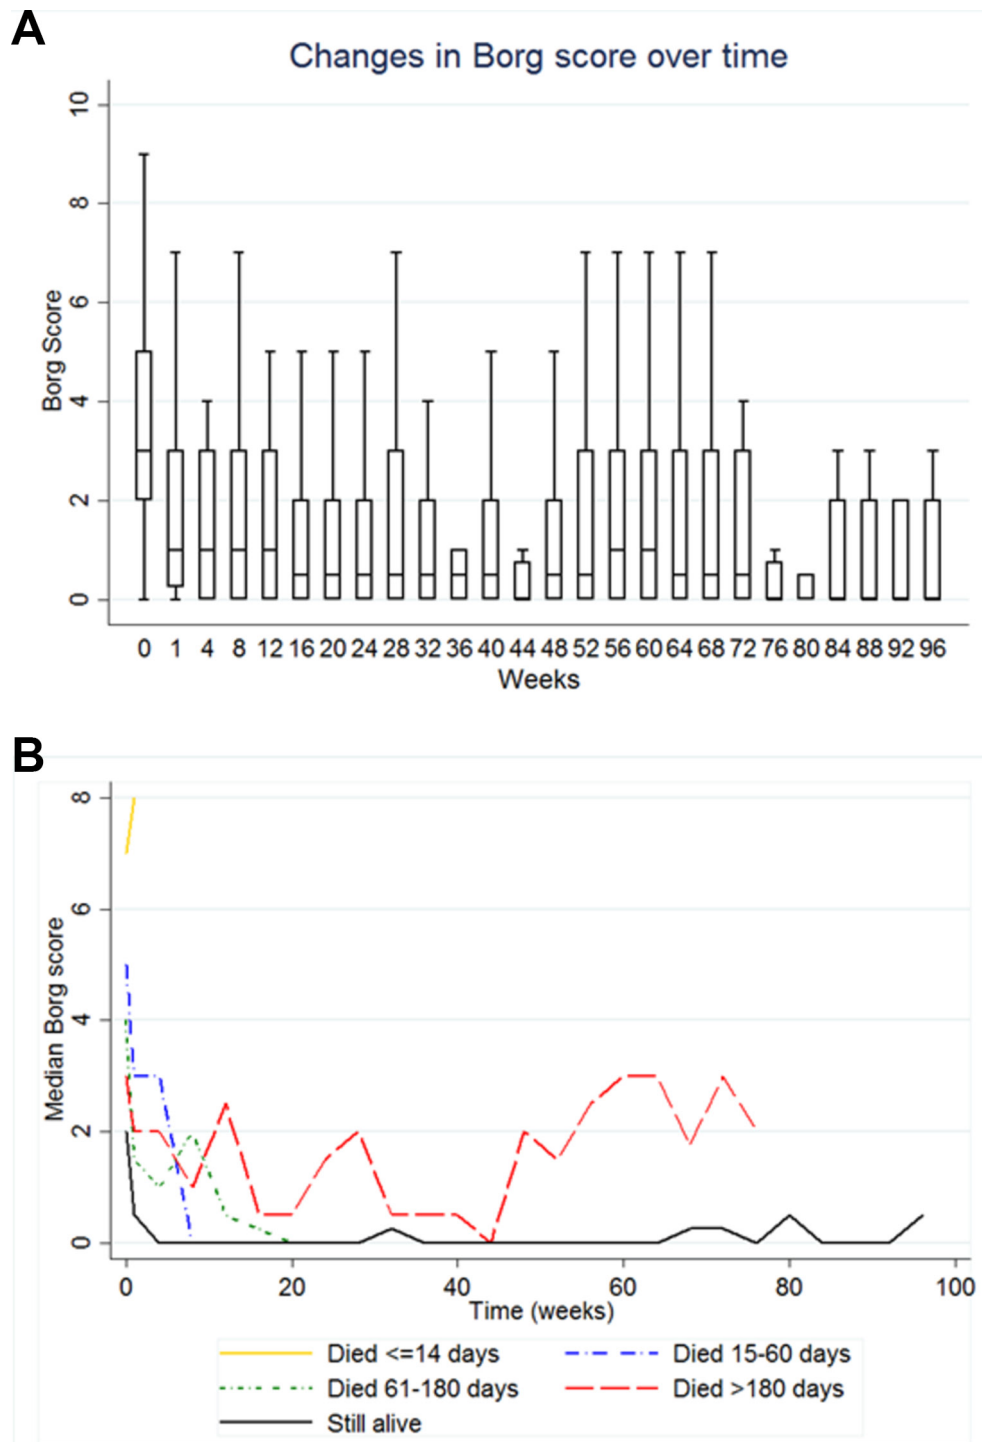 A
Changes in Borg score over time
Borg Score
10
8
6
4
2
0
0 1 4 8 12 16 20 24 28 32 36 40 44 48 52 56 60 64 68 72 76 80 84 88 92 96
Weeks
B
Median Borg score
8
6
4
2
0
0 20 40 60 80 100
Time (weeks)
Died <=14 days Died 15-60 days
Died 61-180 days Died >180 days
Still alive